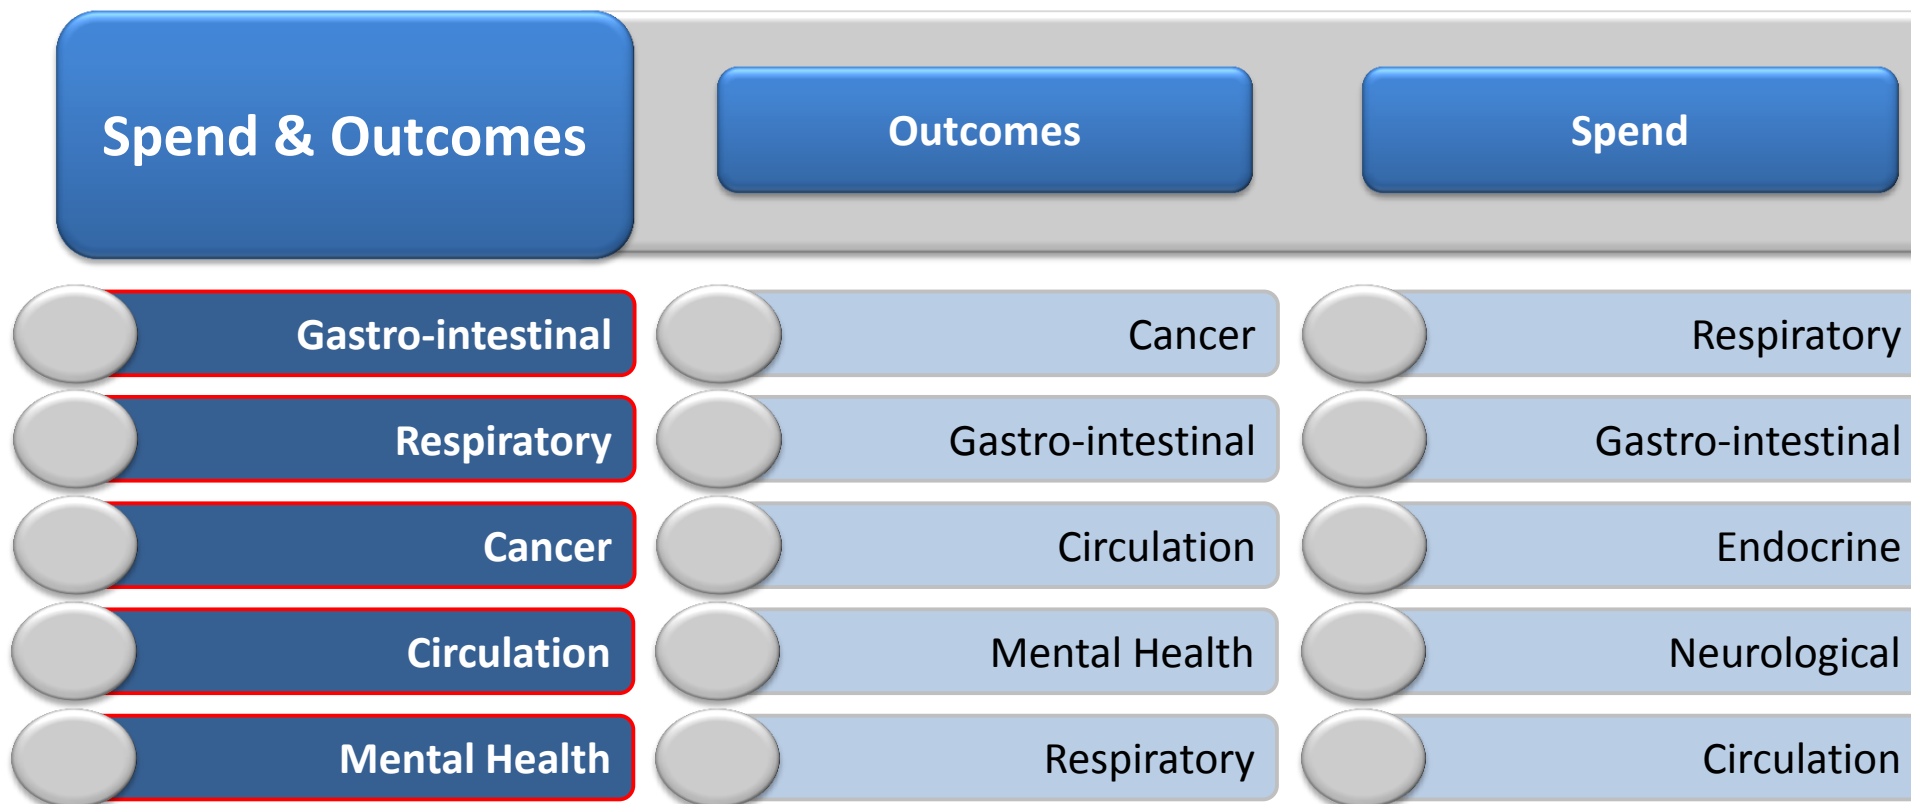 Spend & Outcomes
Outcomes
Spend
Gastro-intestinal
Cancer
Respiratory
Respiratory
Gastro-intestinal
Gastro-intestinal
Cancer
Circulation
Endocrine
Circulation
Mental Health
Neurological
Mental Health
Respiratory
Circulation